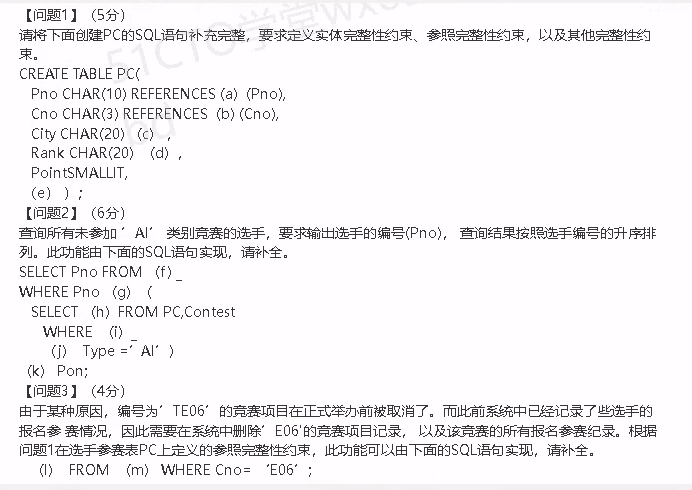 【问题1】（5分）
请将下面创建PC的SQL语句补充完整，要求定义实体完整性约束、参照完整性约束，以及其他完整性约
束。
CREATE TABLE PC(
Pno CHAR(10) REFERENCES (a) (Pno),
Cno CHAR(3) REFERENCES (b) (Cno),
City CHAR(20) （c） ,
Rank CHAR(20) （d）,
PointSMALLIT,
（e） ）;
【问题2】（6分）
查询所有未参加＇AI＇类别竞赛的选手，要求输出选手的编号(Pno)， 查询结果按照选手编号的升序排
列。此功能由下面的SQL语句实现，请补全。
SELECT Pno FROM （f) _
WHERE Pno （g） （
SELECT （h）FROM PC,Contest
WHERE （i）_
（j） Type =＇AI＇）
（k） Pon;
【问题3】（4分）
由于某种原因，编号为＇TE06＇的竞赛项目在正式举办前被取消了。而此前系统中已经记录了些选手的
报名参 赛情况，因此需要在系统中删除＇E06'的竞赛项目记录， 以及该竞赛的所有报名参赛纪录。根据
问题1在选手参赛表PC上定义的参照完整性约束，此功能可以由下面的SQL语句实现，请补全。
（l） FROM （m）WHERE Cno= ‘E06＇;
51CTO学堂